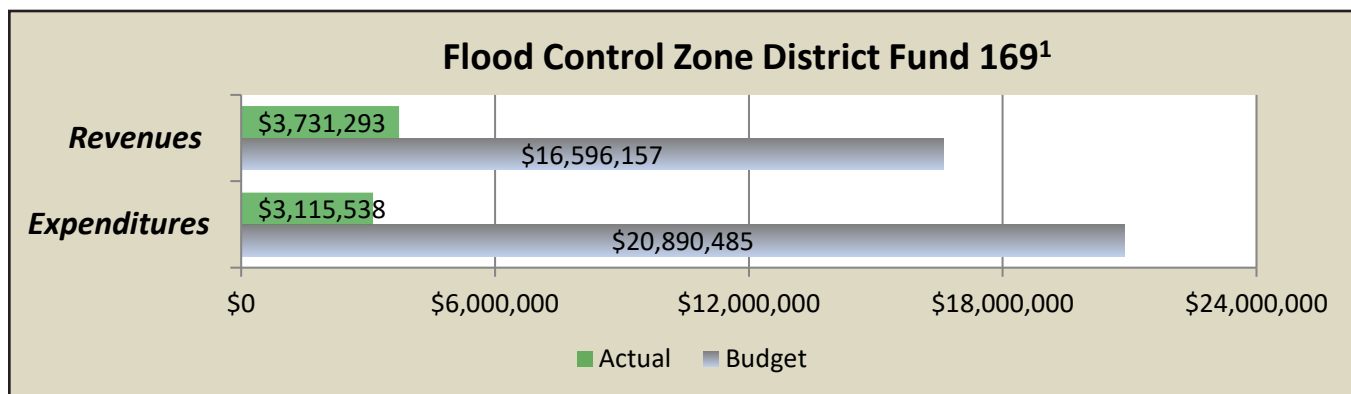 Flood Control Zone District Fund 169¹
Revenues
$3,731,293
$16,596,157
Expenditures
$3,115,538
$20,890,485
$0 $6,000,000 $12,000,000 $18,000,000 $24,000,000
Actual Budget